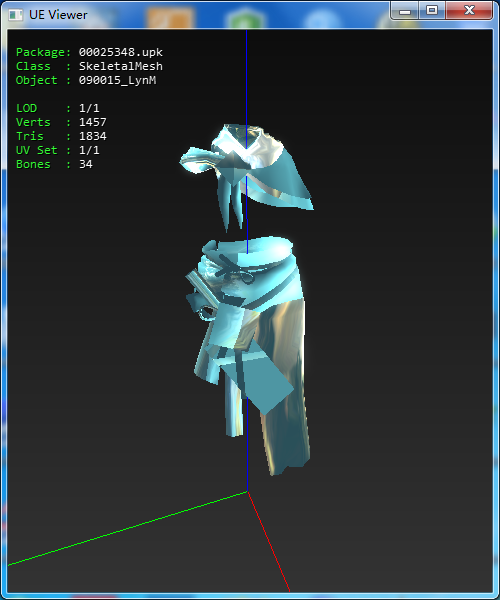 UE Viewer
Package: 00025348.upk
Class  : SkeletalMesh
Object : 090015_LynM
LOD    : 1/1
Verts  : 1457
Tris   : 1834
UV Set : 1/1
Bones  : 34